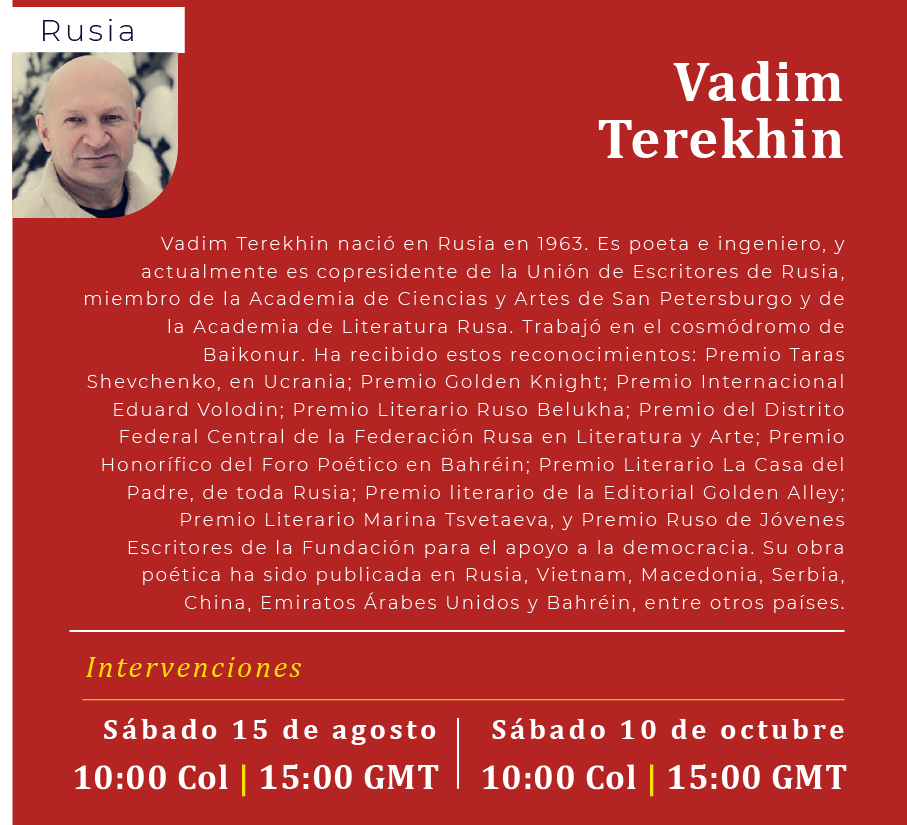 Rusia
Vadim
Terekhin
Vadim Terekhin nació en Rusia en 1963. Es poeta e ingeniero, y
actualmente es copresidente de la Unión de Escritores de Rusia,
miembro de la Academia de Ciencias y Artes de San Petersburgo y de
la Academia de Literatura Rusa. Trabajó en el cosmódromo de
Baikonur. Ha recibido estos reconocimientos: Premio Taras
Shevchenko, en Ucrania; Premio Golden Knight; Premio Internacional
Eduard Volodin; Premio Literario Ruso Belukha; Premio del Distrito
Federal Central de la Federación Rusa en Literatura y Arte; Premio
Honorífico del Foro Poético en Bahréin; Premio Literario La Casa del
Padre, de toda Rusia; Premio literario de la Editorial Golden Alley;
Premio Literario Marina Tsvetaeva, y Premio Ruso de Jóvenes
Escritores de la Fundación para el apoyo a la democracia. Su obra
poética ha sido publicada en Rusia, Vietnam, Macedonia, Serbia,
China, Emiratos Árabes Unidos y Bahréin, entre otros países.
Intervenciones
Sábado 15 de agosto
10:00 Col | 15:00 GMT
Sábado 10 de octubre
10:00 Col | 15:00 GMT